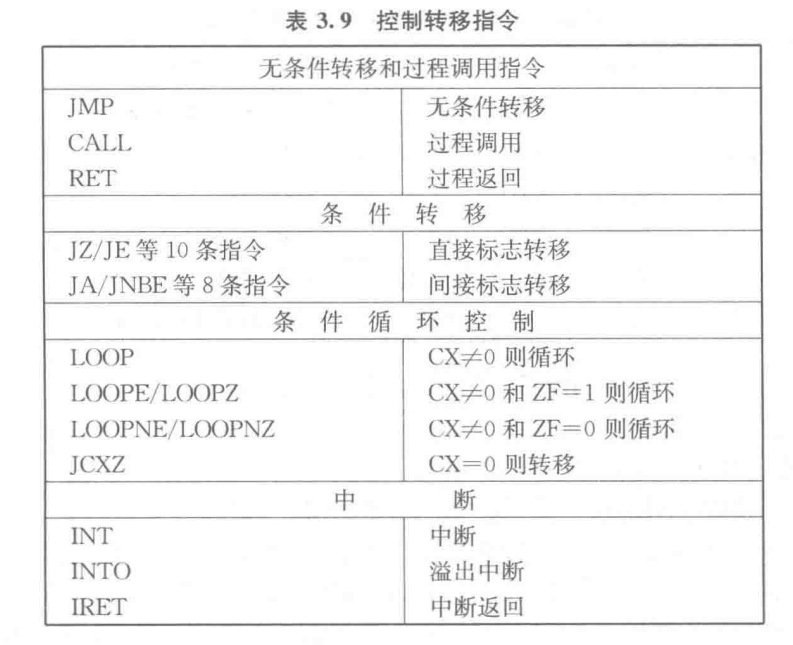 表 3.9 控制转移指令
无条件转移和过程调用指令
JMP 无条件转移
CALL 过程调用
RET 过程返回
条 件 转 移
JZ/JE 等 10 条指令 直接标志转移
JA/JNBE 等 8 条指令 间接标志转移
条 件 循 环 控 制
LOOP CX≠0 则循环
LOOPE/LOOPZ CX≠0 和 ZF=1 则循环
LOOPNE/LOOPNZ CX≠0 和 ZF=0 则循环
JCXZ CX=0 则转移
中 断
INT 中断
INTO 溢出中断
IRET 中断返回